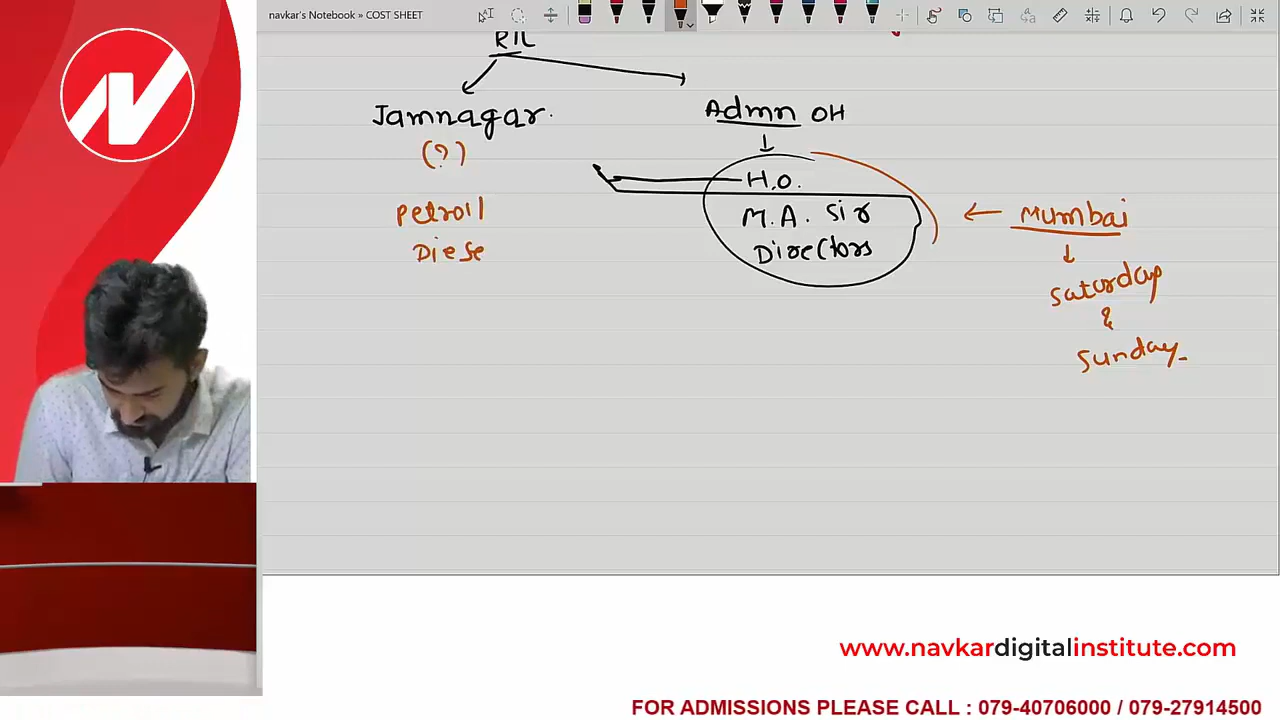 navkar's Notebook » COST SHEET
RIL
Jamnagar.
Admn OH
(?)
H.O.
Petroll
M.A. Sir
Mumbai
Diese
Directors
Saturday
&
Sunday
www.navkardigitalinstitute.com
FOR ADMISSIONS PLEASE CALL : 079-40706000 / 079-27914500